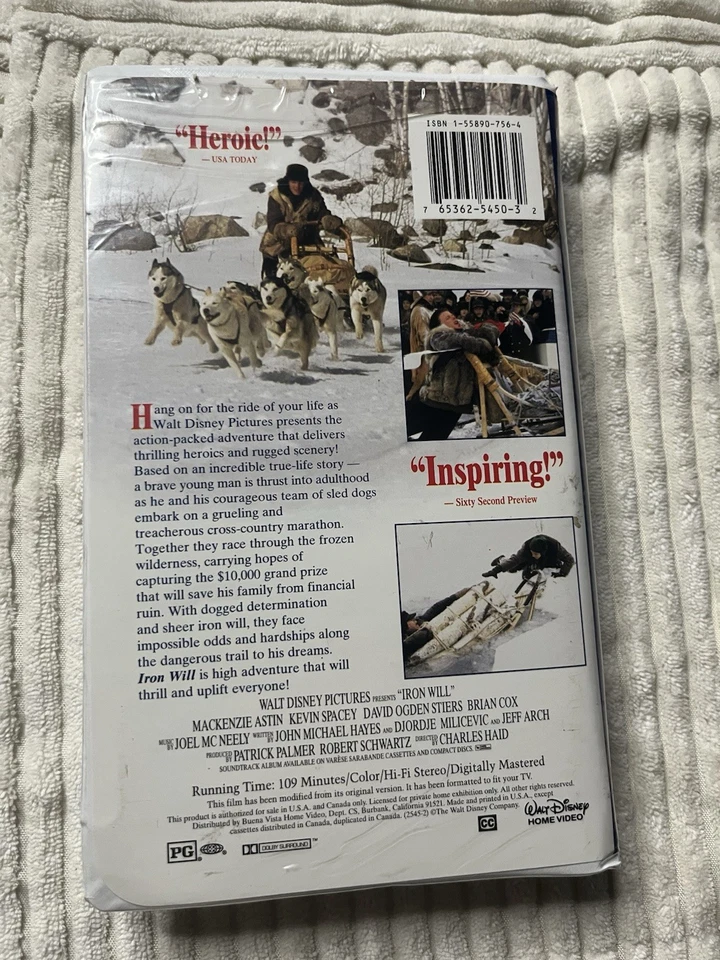 "Heroic!"
— USA TODAY
ISBN 1-55890-756-4
7 65362-5450-3 2
Hang on for the ride of your life as
Walt Disney Pictures presents the
action-packed adventure that delivers
thrilling heroics and rugged scenery!
Based on an incredible true-life story —
a brave young man is thrust into adulthood
as he and his courageous team of sled dogs
embark on a grueling and
treacherous cross-country marathon.
Together they race through the frozen
wilderness, carrying hopes of
capturing the $10,000 grand prize
that will save his family from financial
ruin. With dogged determination
and sheer iron will, they face
impossible odds and hardships along
the dangerous trail to his dreams.
Iron Will is high adventure that will
thrill and uplift everyone!
"Inspiring!"
— Sixty Second Preview
WALT DISNEY PICTURES PRESENTS "IRON WILL"
MACKENZIE ASTIN KEVIN SPACEY DAVID OGDEN STIERS BRIAN COX
MUSIC BY JOEL MC NEELY WRITTEN BY JOHN MICHAEL HAYES AND DJORDJE MILICEVIC AND JEFF ARCH
PRODUCED BY PATRICK PALMER ROBERT SCHWARTZ DIRECTED BY CHARLES HAID
SOUNDTRACK ALBUM AVAILABLE ON VARÈSE SARABANDE CASSETTES AND COMPACT DISCS.
Running Time: 109 Minutes/Color/Hi-Fi Stereo/Digitally Mastered
This film has been modified from its original version. It has been formatted to fit your TV.
This product is authorized for sale in U.S.A. and Canada only. Licensed for private home exhibition only. All other rights reserved.
Distributed by Buena Vista Home Video, Dept. CS, Burbank, California 91521. Made and printed in U.S.A., except
cassettes distributed in Canada, duplicated in Canada. (2545-2) ©The Walt Disney Company.
PG
DOLBY SURROUND™
CC
WALT DISNEY
HOME VIDEO